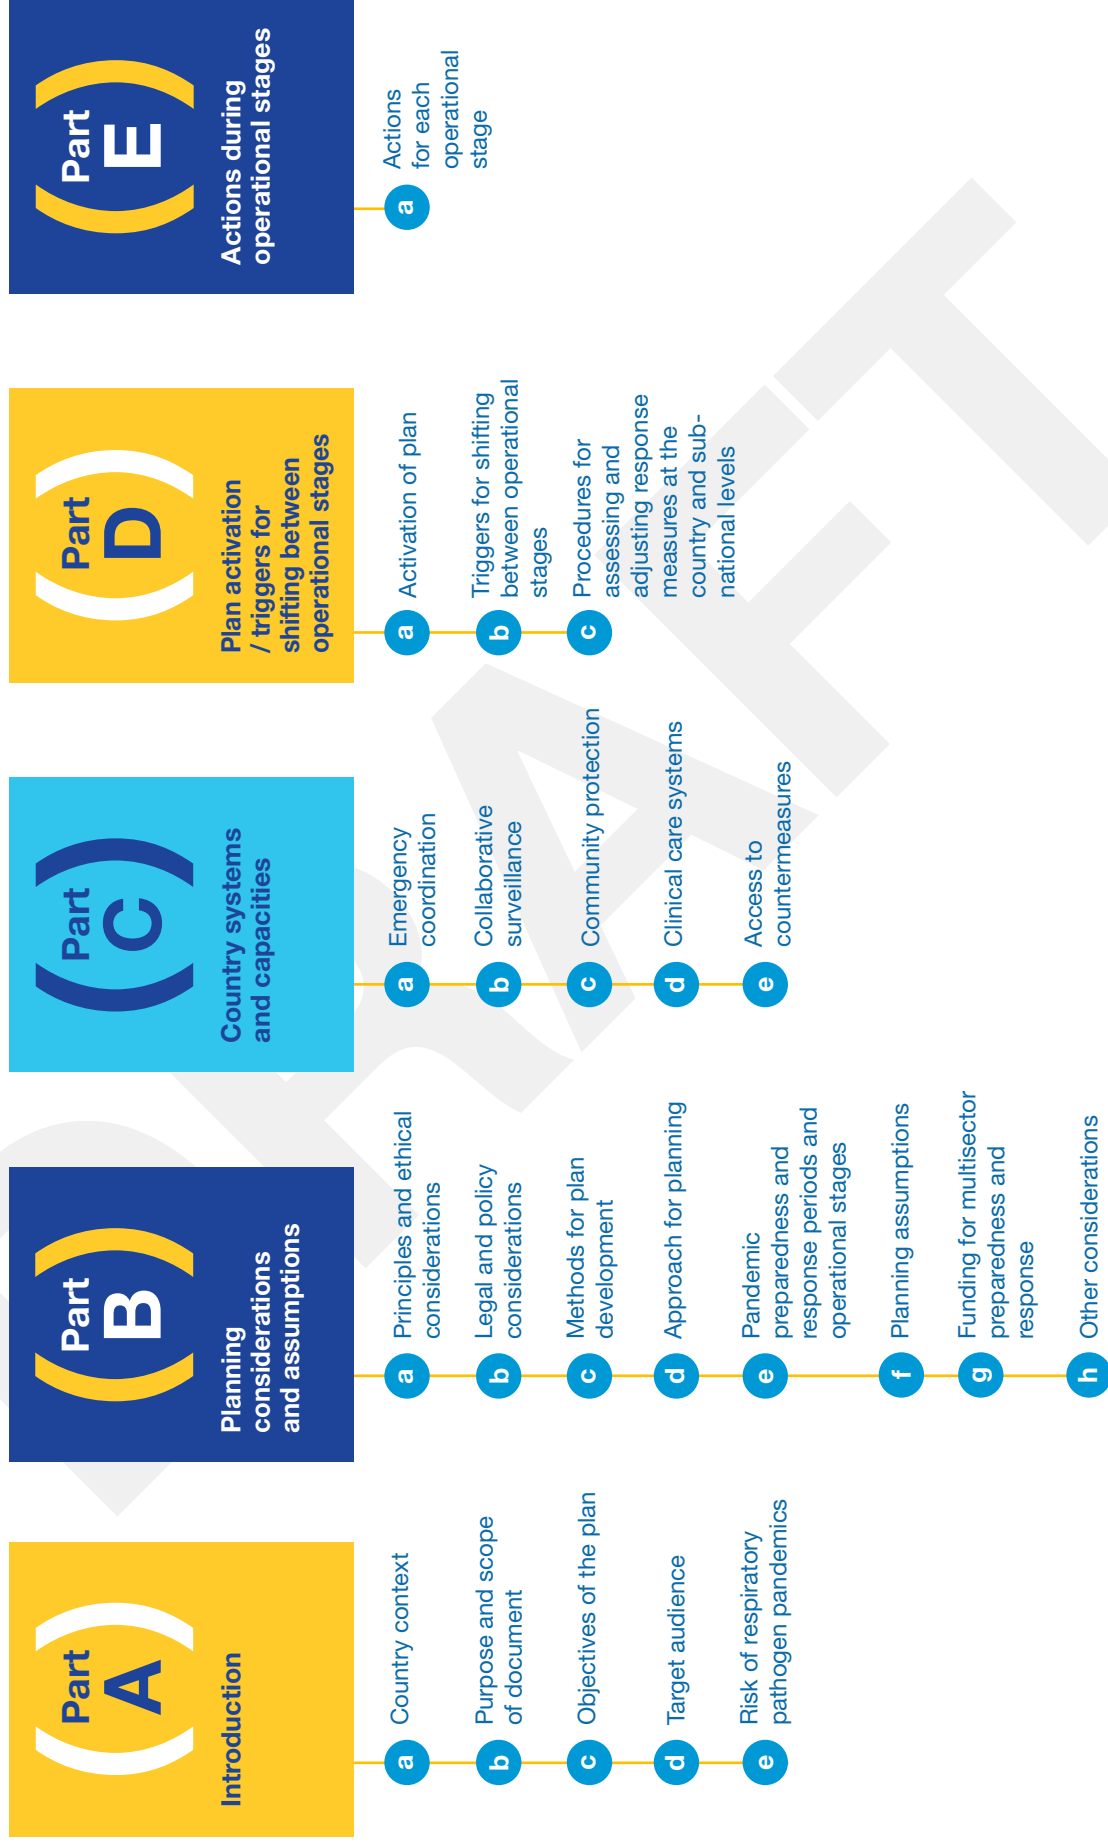 Part
A
Introduction
a
Country context
b
Purpose and scope
of document
c
Objectives of the plan
d
Target audience
e
Risk of respiratory
pathogen pandemics
Part
B
Planning
considerations
and assumptions
a
Principles and ethical
considerations
b
Legal and policy
considerations
c
Methods for plan
development
d
Approach for planning
e
Pandemic
preparedness and
response periods and
operational stages
f
Planning assumptions
g
Funding for multisector
preparedness and
response
h
Other considerations
Part
C
Country systems
and capacities
a
Emergency
coordination
b
Collaborative
surveillance
c
Community protection
d
Clinical care systems
e
Access to
countermeasures
Part
D
Plan activation
/ triggers for
shifting between
operational stages
a
Activation of plan
b
Triggers for shifting
between operational
stages
c
Procedures for
assessing and
adjusting response
measures at the
country and sub-
national levels
Part
E
Actions during
operational stages
a
Actions
for each
operational
stage
DRAFT